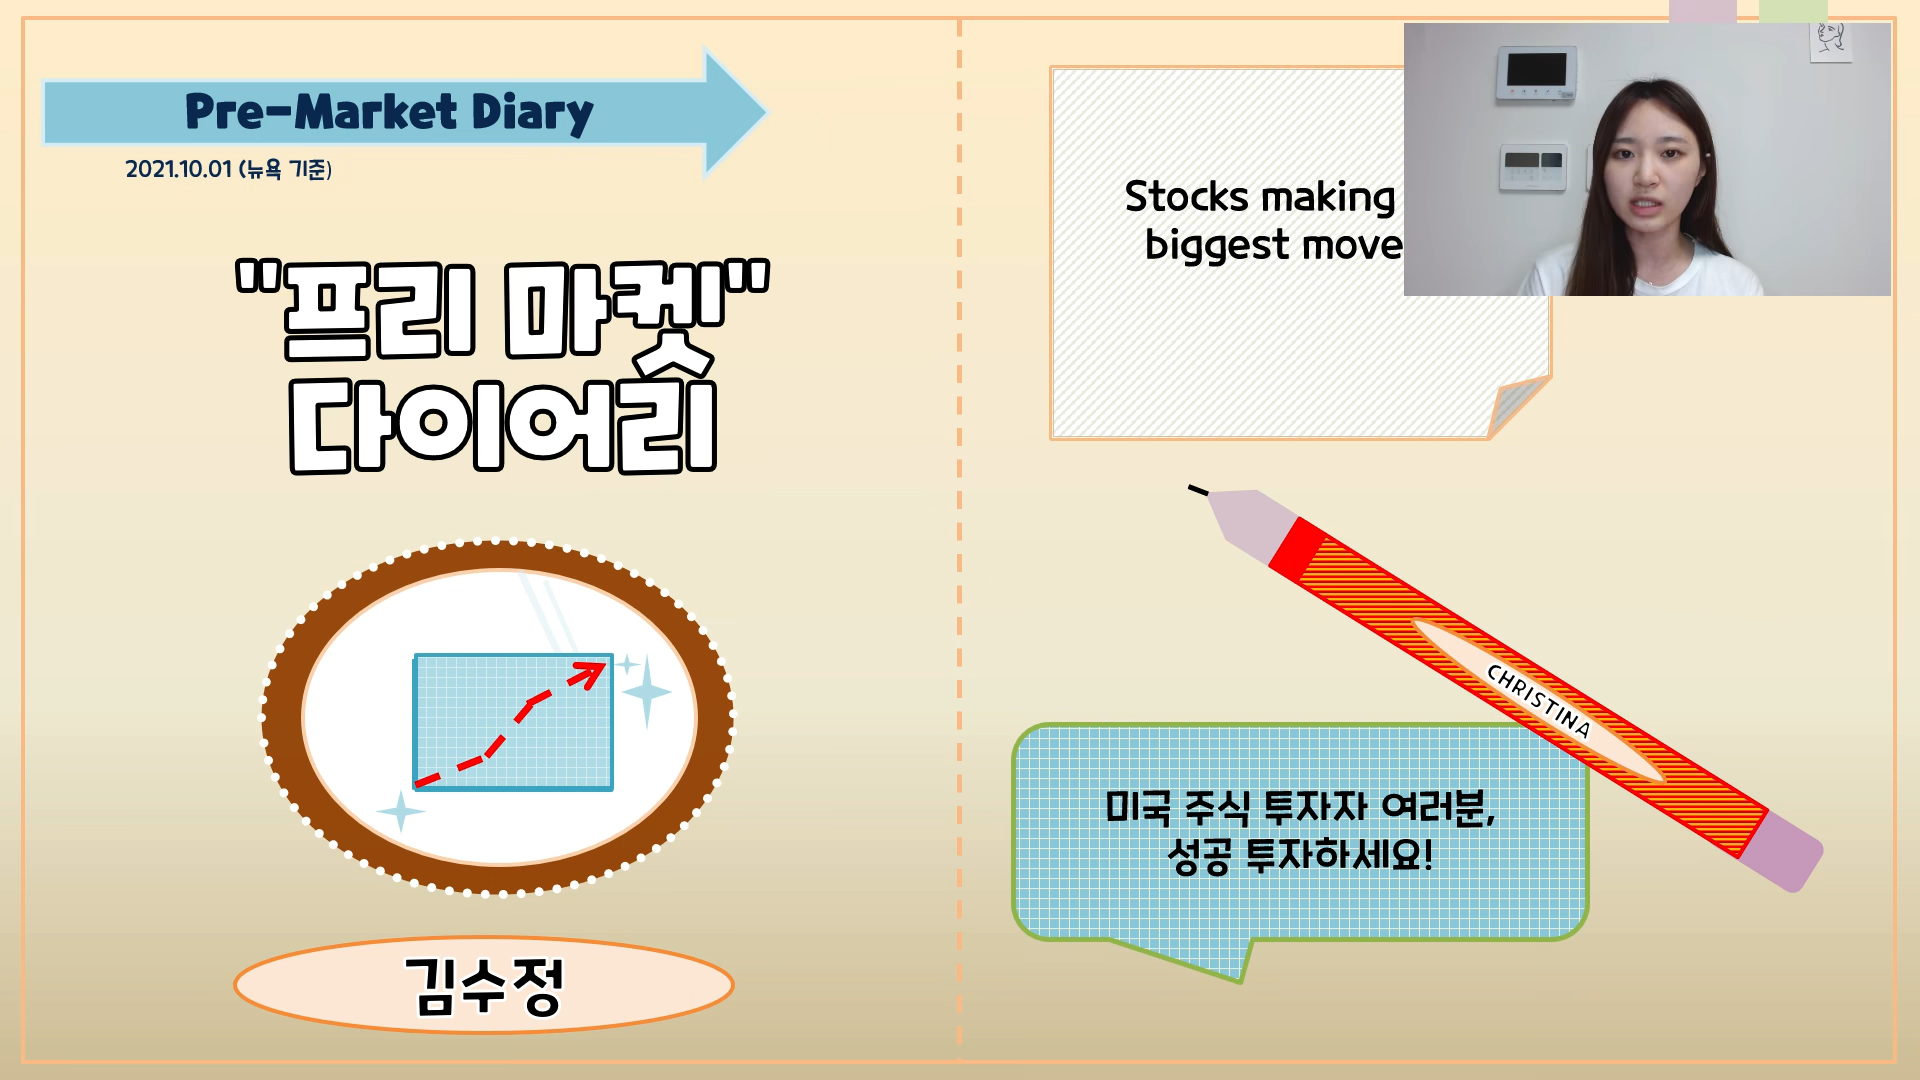 Pre-Market Diary
2021.10.01 (뉴욕 기준)
"프리 마켓"
다이어리
김수정
Stocks making
biggest move
CHRISTINA
미국 주식 투자자 여러분,
성공 투자하세요!